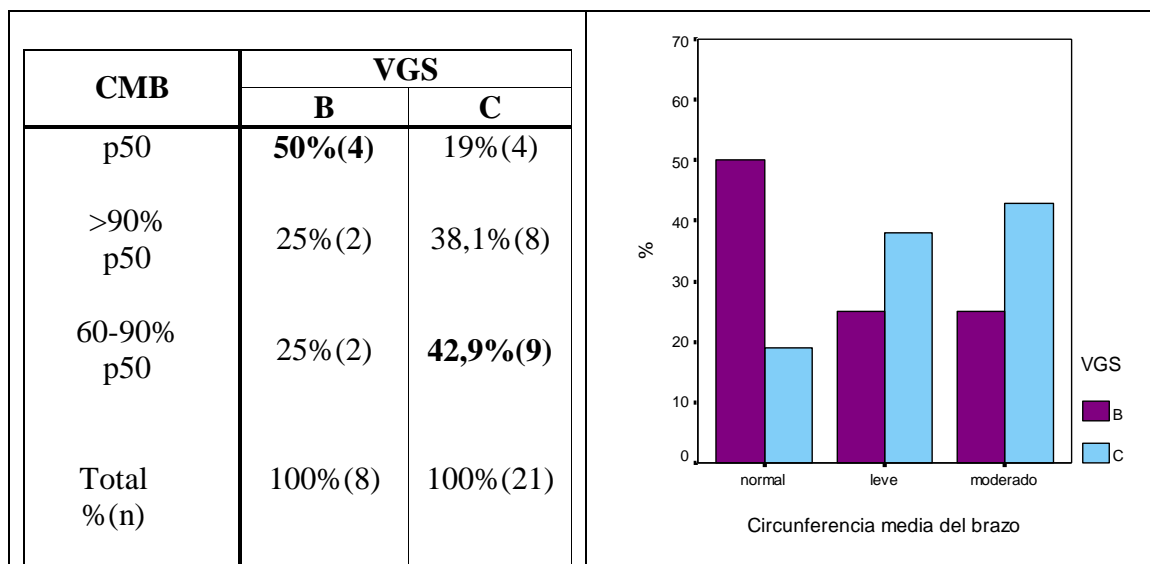 CMB
VGS
B C
p50 50%(4) 19%(4)
>90%
p50
25%(2) 38,1%(8)
60-90%
p50
25%(2) 42,9%(9)
Total
%(n)
100%(8) 100%(21)
70
60
50
40
30
20
10
0
%
normal leve moderado
Circunferencia media del brazo
VGS
B
C